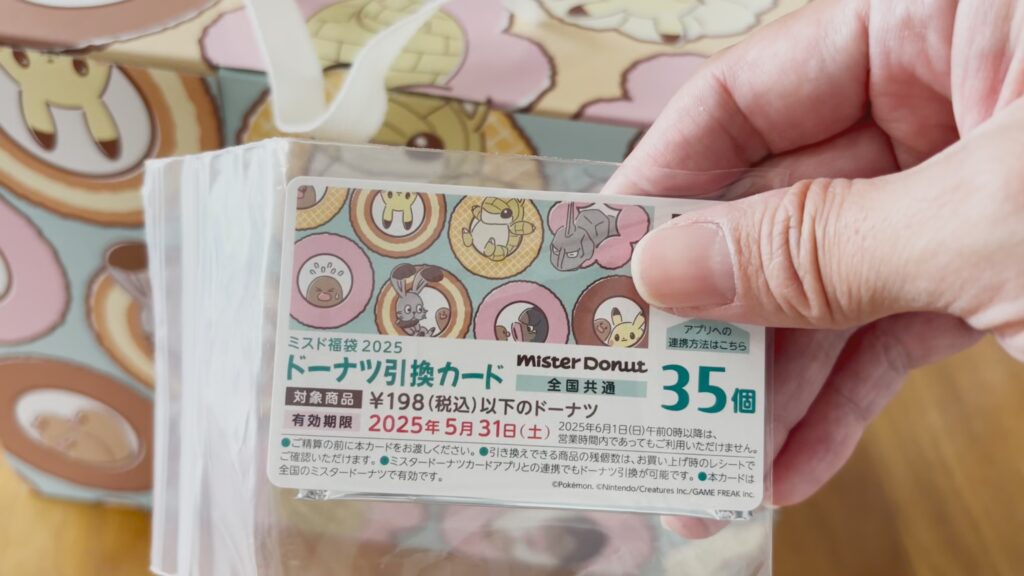 アプリへの
連携方法はこちら
ミスド福袋2025
ドーナツ引換カード
mister Donut
全国共通
35個
対象商品 ¥198(税込)以下のドーナツ
有効期限 2025年5月31日(土)
2025年6月1日(日)午前0時以降は、
営業時間内であってもご利用いただけません。
●ご精算の前に本カードをお渡しください。●引き換えできる商品の残個数は、お買い上げ時のレシートで
ご確認いただけます。●ミスタードーナツカードアプリとの連携でもドーナツ引換が可能です。●本カードは
全国のミスタードーナツで有効です。
©Pokémon. ©Nintendo/Creatures Inc./GAME FREAK inc.